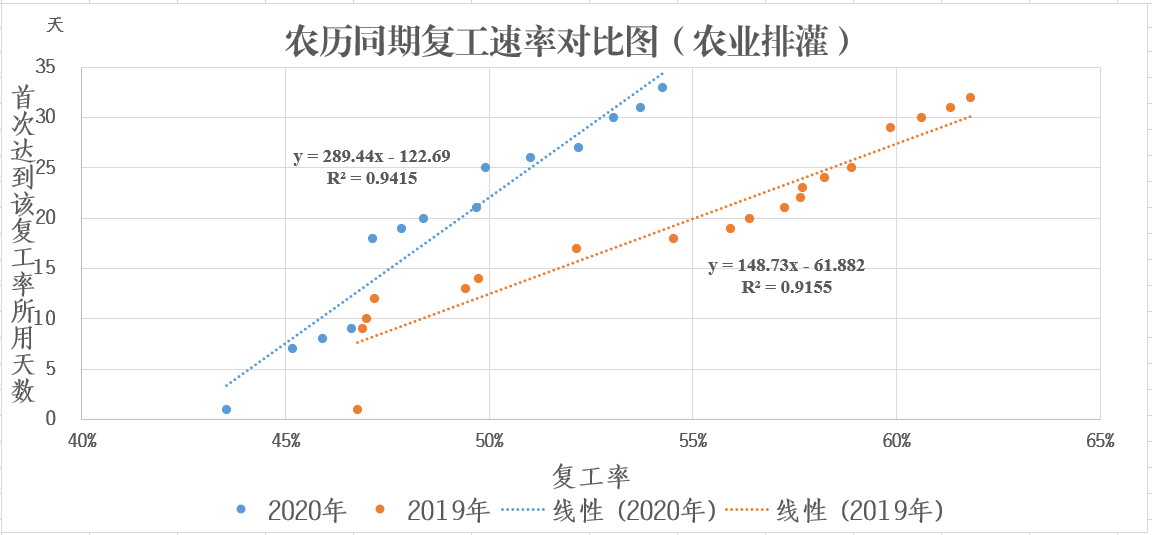 天
农历同期复工速率对比图（农业排灌）
首次达到该复工率所用天数
35
30
25
20
15
10
5
0
y = 289.44x - 122.69
R² = 0.9415
y = 148.73x - 61.882
R² = 0.9155
40% 45% 50% 55% 60% 65%
复工率
2020年 2019年 线性 (2020年) 线性 (2019年)